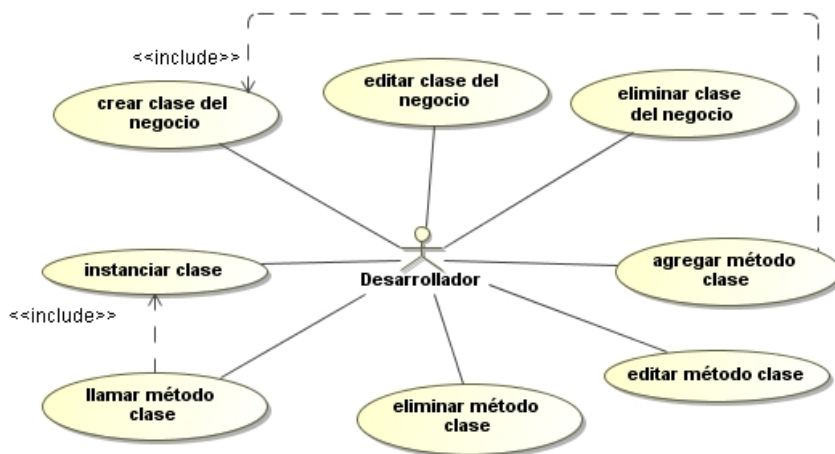 <<include>>
crear clase del
negocio
editar clase del
negocio
eliminar clase
del negocio
instanciar clase
Desarrollador
agregar método
clase
<<include>>
llamar método
clase
eliminar método
clase
editar método clase